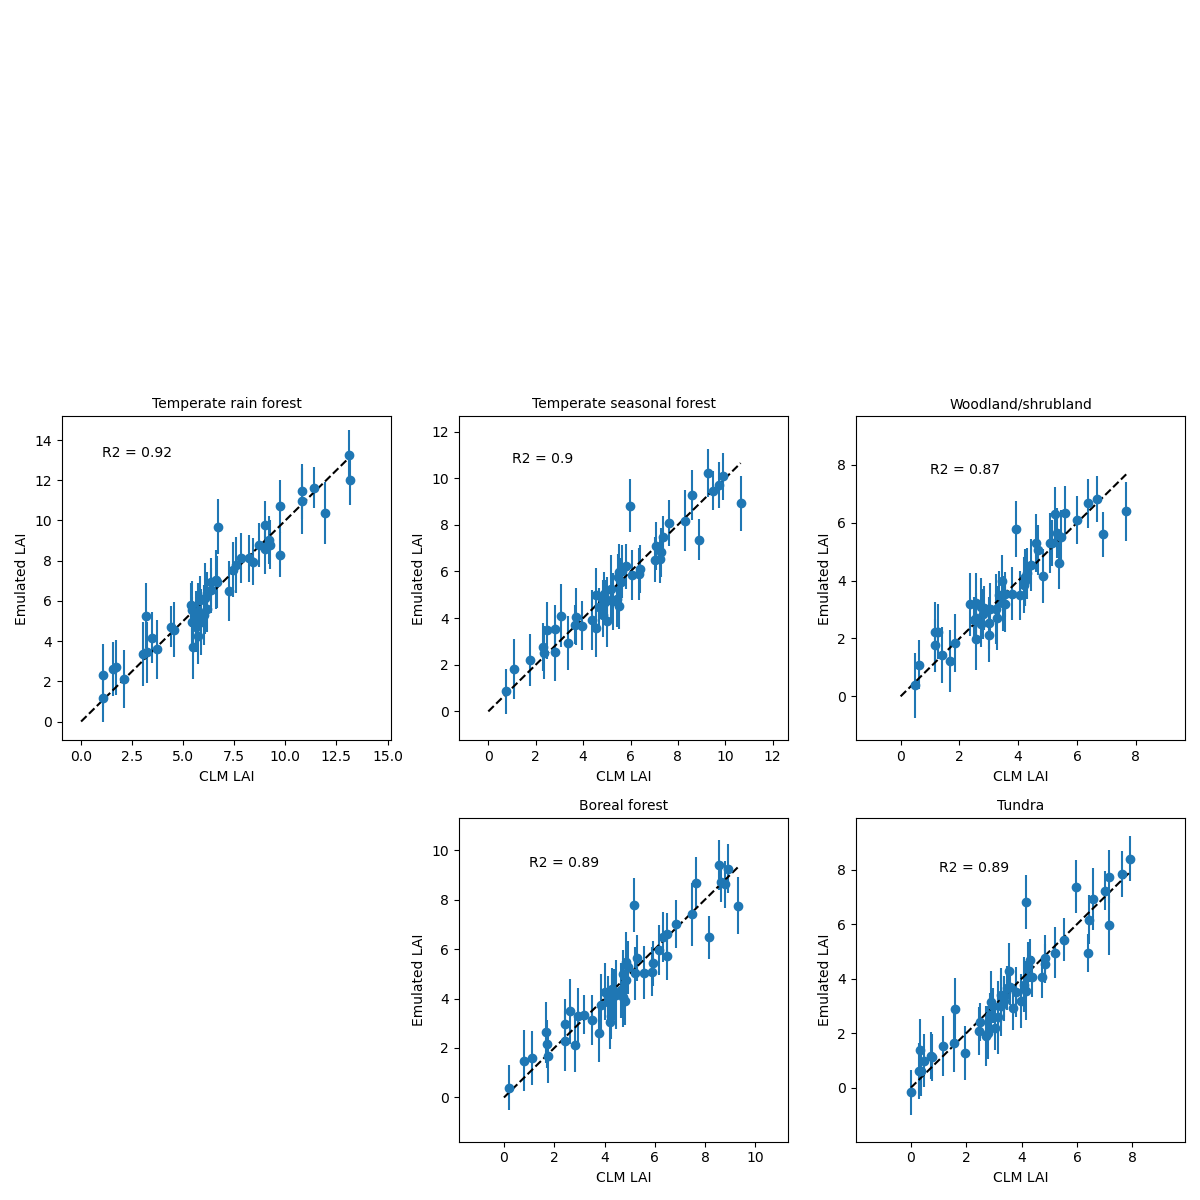 Temperate rain forest
R2 = 0.92
14
12
10
8
6
4
2
0
Emulated LAI
0.0 2.5 5.0 7.5 10.0 12.5 15.0
CLM LAI
Temperate seasonal forest
R2 = 0.9
12
10
8
6
4
2
0
Emulated LAI
0 2 4 6 8 10 12
CLM LAI
Woodland/shrubland
R2 = 0.87
8
6
4
2
0
Emulated LAI
0 2 4 6 8
CLM LAI
Boreal forest
R2 = 0.89
10
8
6
4
2
0
Emulated LAI
0 2 4 6 8 10
CLM LAI
Tundra
R2 = 0.89
8
6
4
2
0
Emulated LAI
0 2 4 6 8
CLM LAI